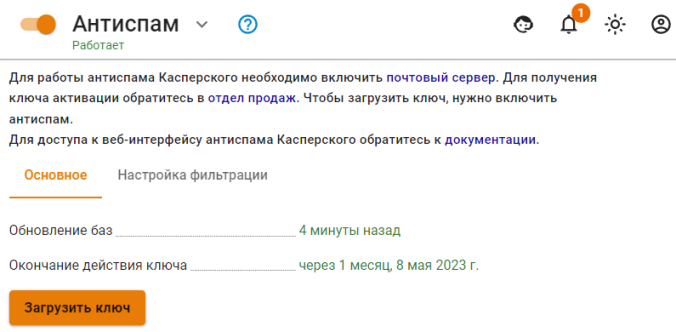 Антиспам
1
Работает
Для работы антиспама Касперского необходимо включить почтовый сервер. Для получения
ключа активации обратитесь в отдел продаж. Чтобы загрузить ключ, нужно включить
антиспам.
Для доступа к веб-интерфейсу антиспама Касперского обратитесь к документации.
Основное Настройка фильтрации
Обновление баз 4 минуты назад
Окончание действия ключа через 1 месяц, 8 мая 2023 г.
Загрузить ключ